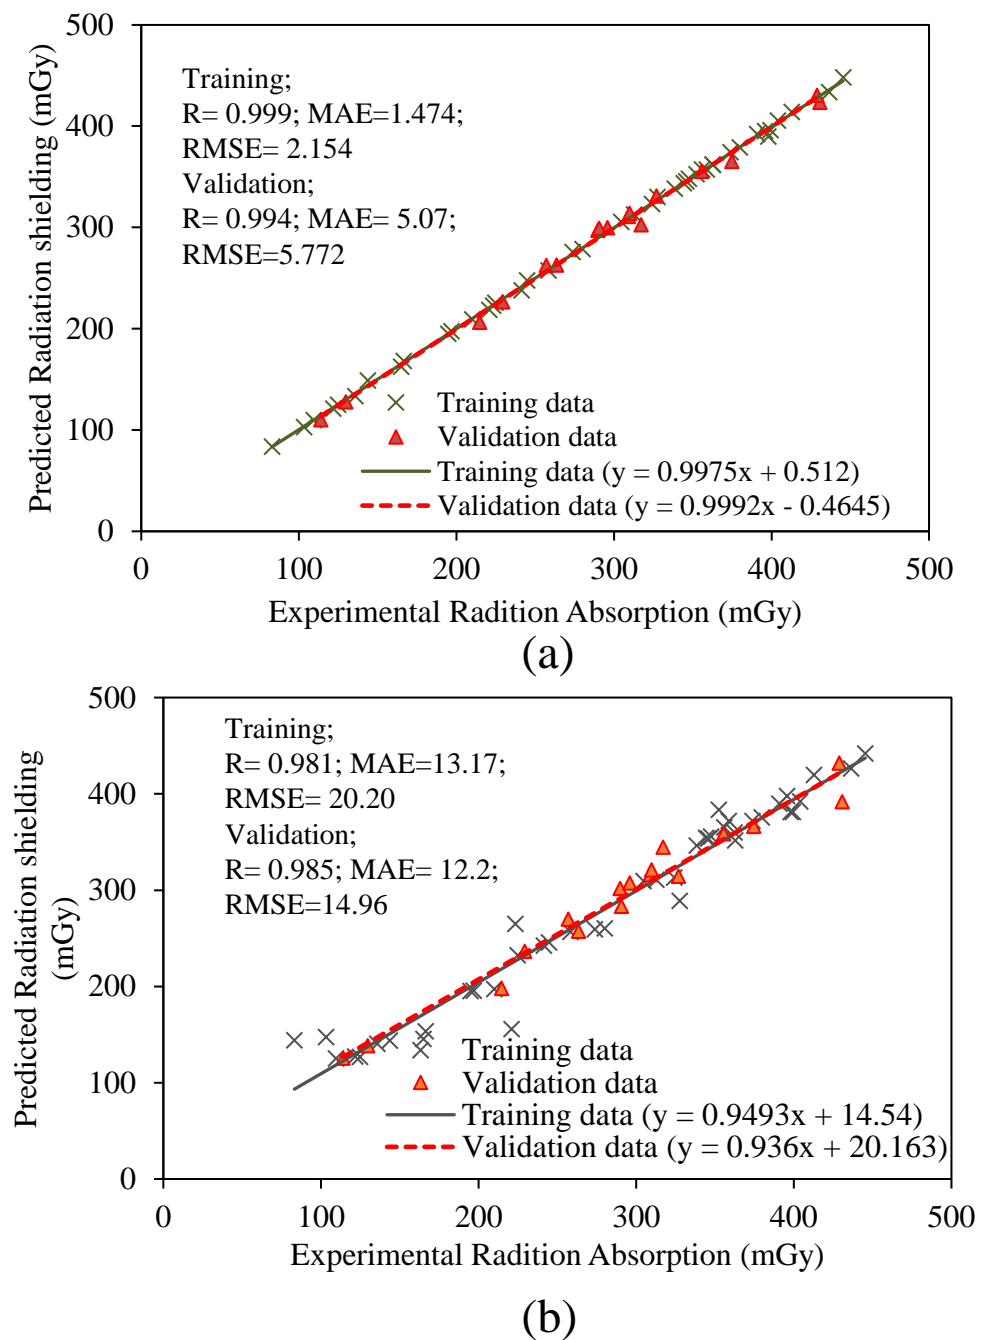 (a)
500
400
300
200
100
0
Predicted Radiation shielding (mGy)
Training;
R= 0.999; MAE=1.474;
RMSE= 2.154
Validation;
R= 0.994; MAE= 5.07;
RMSE=5.772
Training data
Validation data
Training data (y = 0.9975x + 0.512)
Validation data (y = 0.9992x - 0.4645)
0 100 200 300 400 500
Experimental Radition Absorption (mGy)
(a)
500
400
300
200
100
0
Predicted Radiation shielding
(mGy)
Training;
R= 0.981; MAE=13.17;
RMSE= 20.20
Validation;
R= 0.985; MAE= 12.2;
RMSE=14.96
Training data
Validation data
Training data (y = 0.9493x + 14.54)
Validation data (y = 0.936x + 20.163)
0 100 200 300 400 500
Experimental Radition Absorption (mGy)
(b)